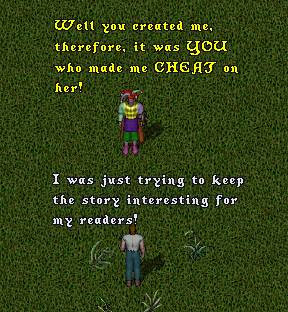 Well you created me,
therefore, it was YOU
who made me CHEAT on
her!
I was just trying to keep
the story interesting for
my readers!